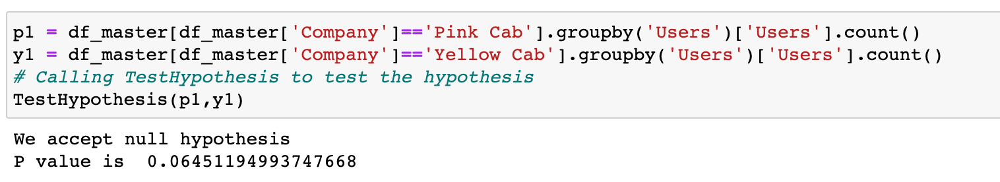 p1 = df_master[df_master['Company']=='Pink Cab'].groupby('Users')['Users'].count()
y1 = df_master[df_master['Company']=='Yellow Cab'].groupby('Users')['Users'].count()
# Calling TestHypothesis to test the hypothesis
TestHypothesis(p1,y1)
We accept null hypothesis
P value is  0.06451194993747668